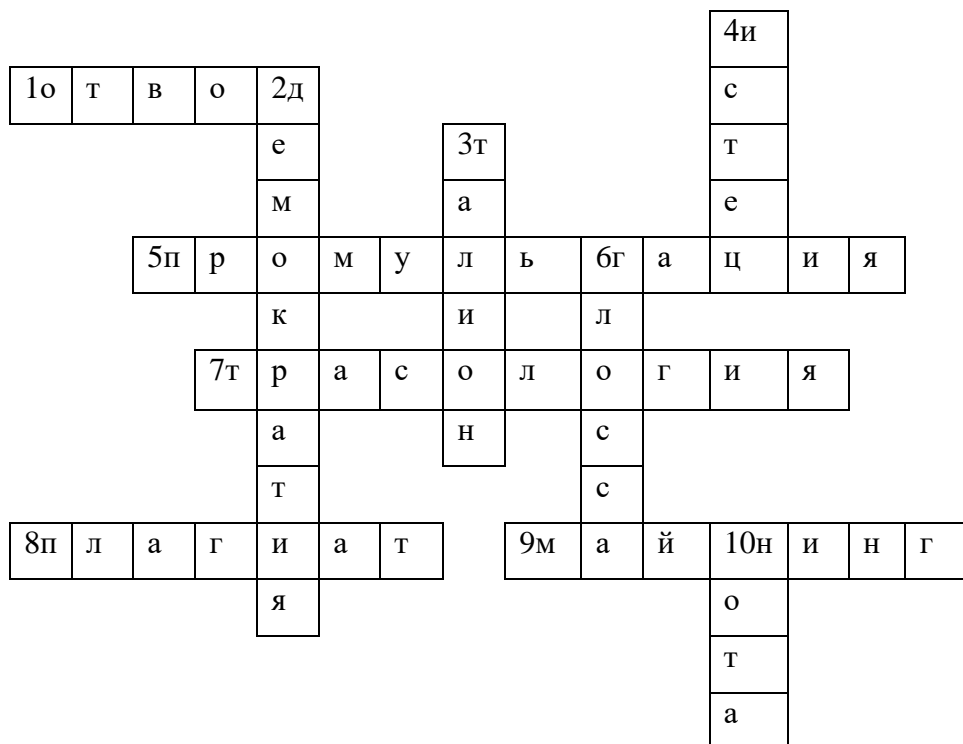 4и
1о т в о 2д с
е 3т т
м а е
5п р о м у л ь 6г а ц и я
к и л
7т р а с о л о г и я
а н с
т с
8п л а г и а т 9м а й 10н и н г
я о
т
а